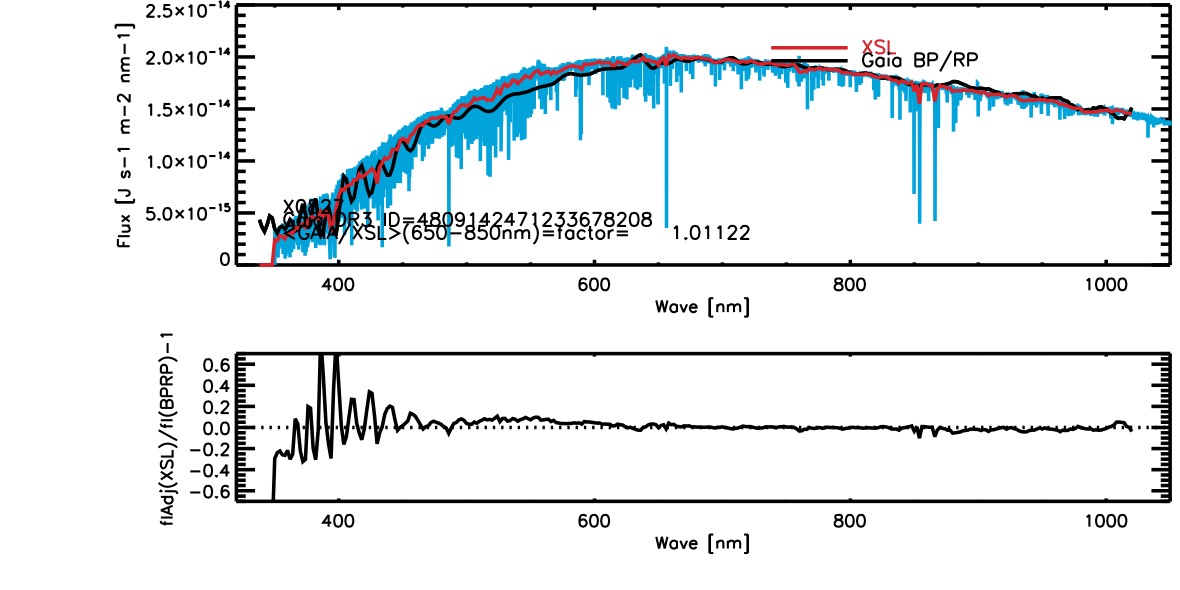 2.5×10−14
2.0×10−14
1.5×10−14
1.0×10−14
5.0×10−15
0
Flux [J s−1 m−2 nm−1]
XSL
Gaia BP/RP
X0827
Gaia DR3 ID=4809142471233678208
<GAIA/XSL>(650−850nm)=factor= 1.01122
400 600 800 1000
Wave [nm]
0.6
0.4
0.2
0.0
−0.2
−0.4
−0.6
flAdj(XSL)/fl(BPRP)−1
400 600 800 1000
Wave [nm]